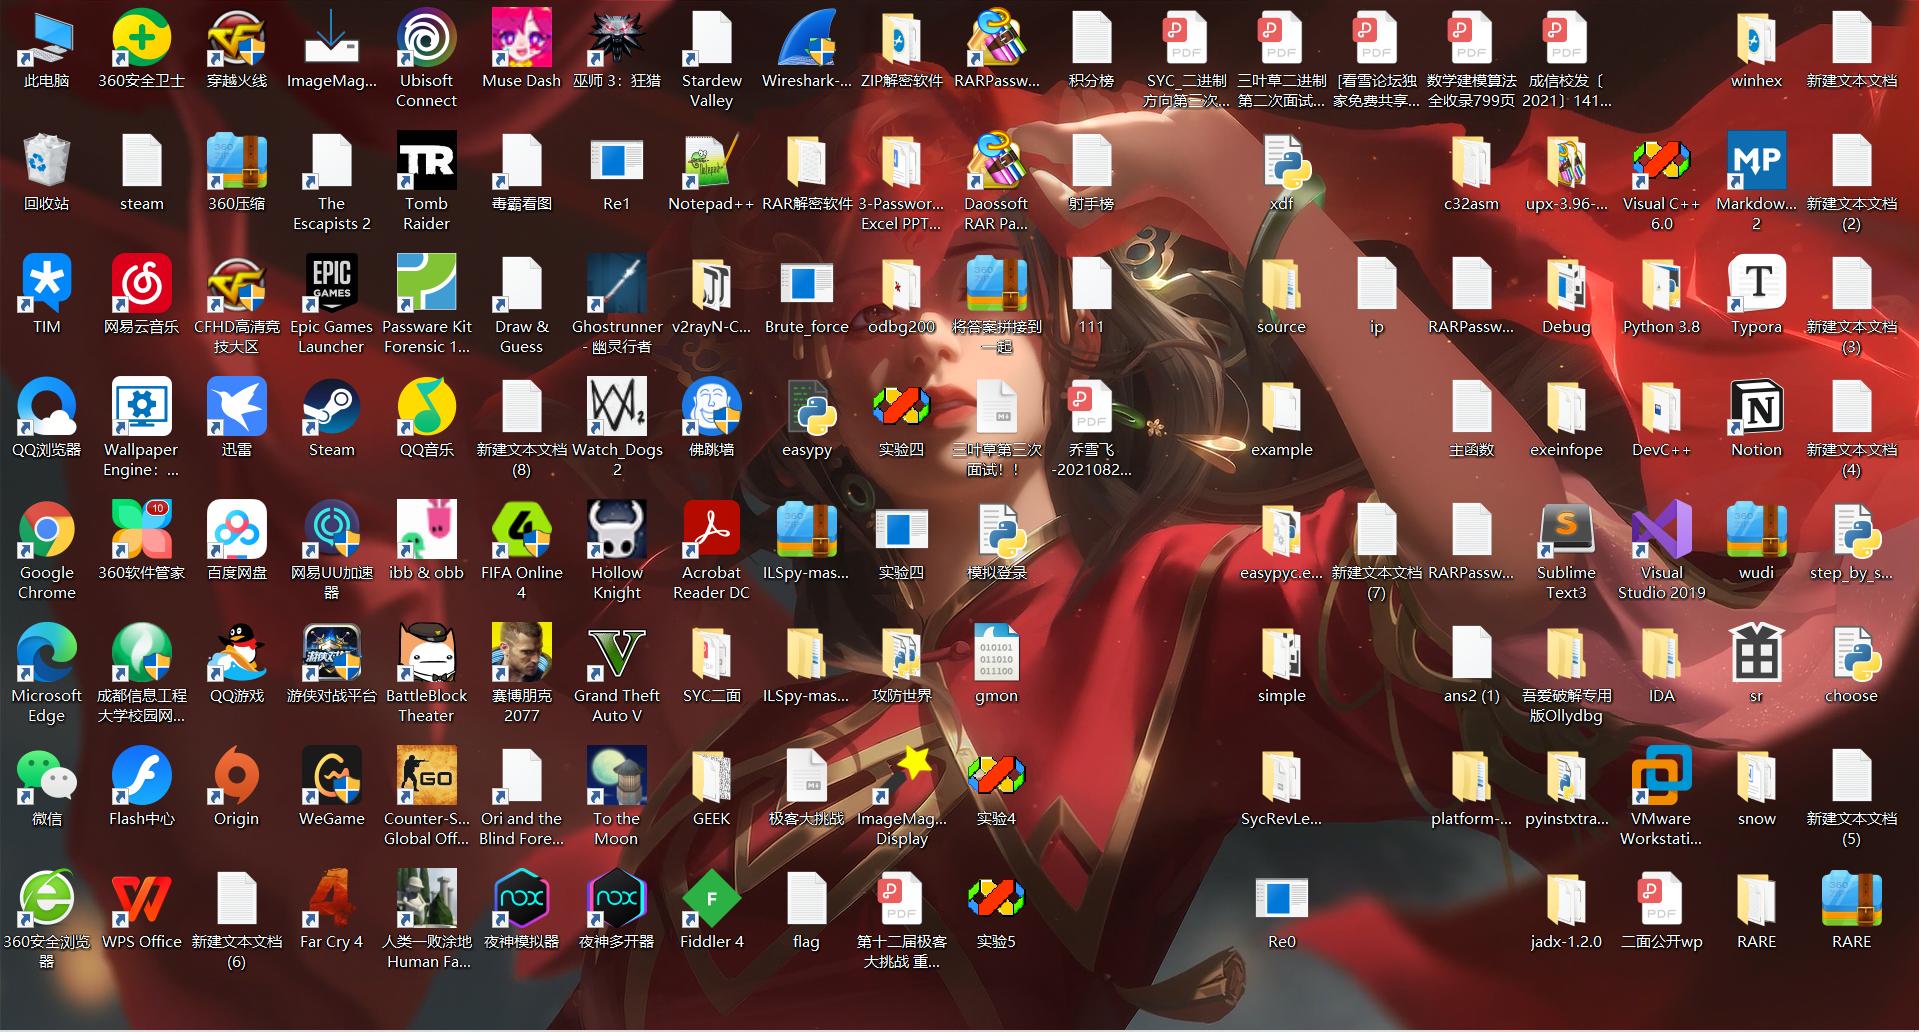 此电脑
360安全卫士
穿越火线
ImageMag...
Ubisoft
Connect
Muse Dash
巫师 3：狂猎
Stardew
Valley
Wireshark-...
ZIP解密软件
RARPassw...
积分榜
SYC_二进制
方向第三次...
三叶草二进制
第二次面试...
[看雪论坛独
家免费共享...
数学建模算法
全收录799页
成信校发〔
2021〕141...
winhex
新建文本文档
回收站
steam
360压缩
The
Escapists 2
TR
Tomb
Raider
毒霸看图
Re1
Notepad++
RAR解密软件
3-Passwor...
Excel PPT...
Daossoft
RAR Pa...
射手榜
xdf
c32asm
upx-3.96-...
Visual C++
6.0
Markdow...
2
新建文本文档
(2)
TIM
网易云音乐
CFHD高清竞
技大区
EPIC
GAMES
Epic Games
Launcher
Passware Kit
Forensic 1...
Draw &
Guess
Ghostrunner
- 幽灵行者
v2rayN-C...
Brute_force
odbg200
将答案拼接到
一起
111
source
ip
RARPassw...
Debug
Python 3.8
Typora
新建文本文档
(3)
QQ浏览器
Wallpaper
Engine：...
迅雷
Steam
QQ音乐
新建文本文档
(8)
Watch_Dogs
2
佛跳墙
easypy
实验四
三叶草第三次
面试！！
乔雪飞
-2021082...
example
主函数
exeinfope
DevC++
Notion
新建文本文档
(4)
Google
Chrome
10
360软件管家
百度网盘
网易UU加速
器
ibb & obb
FIFA Online
4
Hollow
Knight
Acrobat
Reader DC
ILSpy-mas...
实验四
模拟登录
easypyc.e...
新建文本文档
(7)
RARPassw...
Sublime
Text3
Visual
Studio 2019
wudi
step_by_s...
Microsoft
Edge
成都信息工程
大学校园网...
QQ游戏
游侠对战平台
BattleBlock
Theater
赛博朋克
2077
Grand Theft
Auto V
SYC二面
ILSpy-mas...
攻防世界
010101
011010
011100
gmon
simple
ans2 (1)
吾爱破解专用
版Ollydbg
IDA
sr
choose
微信
Flash中心
Origin
WeGame
GO
Counter-S...
Global Off...
Ori and the
Blind Fore...
To the
Moon
GEEK
极客大挑战
ImageMag...
Display
实验4
SycRevLe...
platform-...
pyinstxtra...
VMware
Workstati...
snow
新建文本文档
(5)
360安全浏览
器
WPS Office
新建文本文档
(6)
Far Cry 4
人类一败涂地
Human Fa...
夜神模拟器
夜神多开器
Fiddler 4
flag
第十二届极客
大挑战 重...
实验5
Re0
jadx-1.2.0
二面公开wp
RARE
RARE